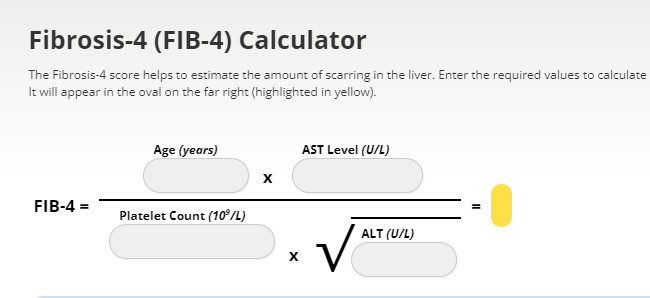 Fibrosis-4 (FIB-4) Calculator
The Fibrosis-4 score helps to estimate the amount of scarring in the liver. Enter the required values to calculate
It will appear in the oval on the far right (highlighted in yellow).
Age (years)
AST Level (U/L)
x
FIB-4 =
=
Platelet Count (10⁹/L)
x
√
ALT (U/L)